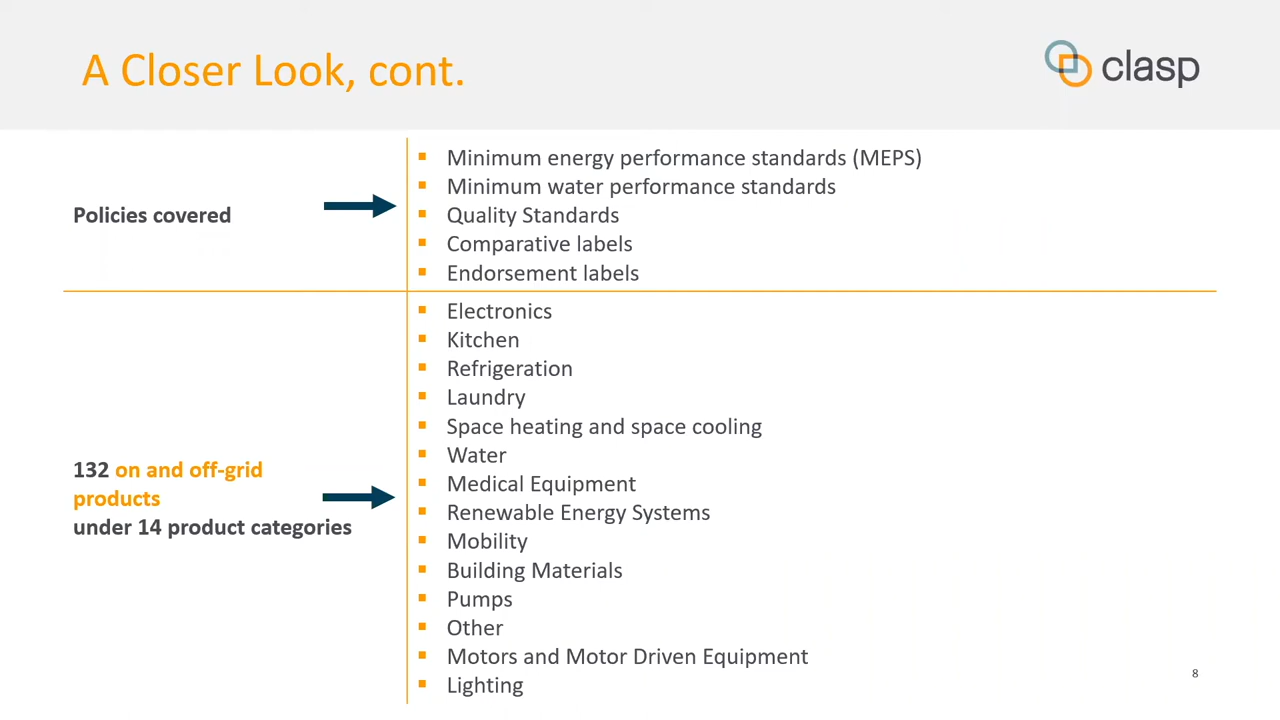 A Closer Look, cont.
clasp
Policies covered
Minimum energy performance standards (MEPS)
Minimum water performance standards
Quality Standards
Comparative labels
Endorsement labels
132 on and off-grid
products
under 14 product categories
Electronics
Kitchen
Refrigeration
Laundry
Space heating and space cooling
Water
Medical Equipment
Renewable Energy Systems
Mobility
Building Materials
Pumps
Other
Motors and Motor Driven Equipment
Lighting
8